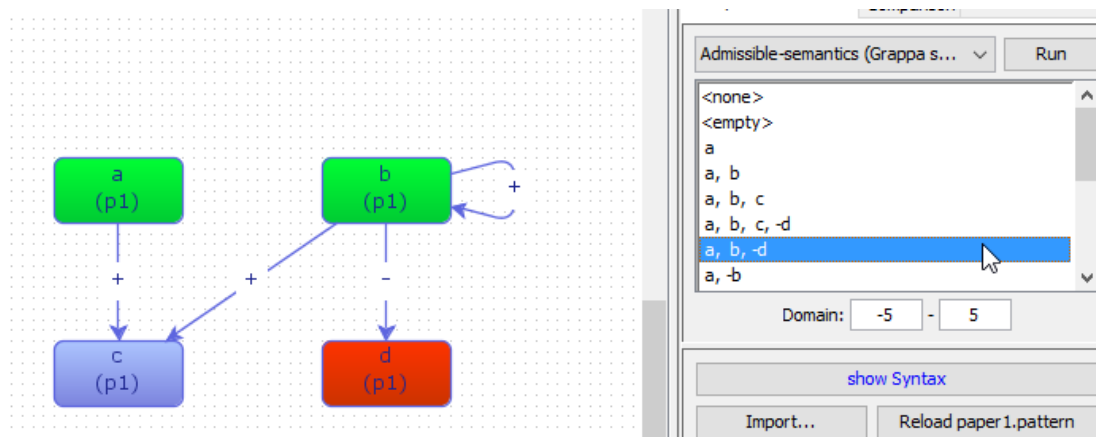 a
(p1)
b
(p1)
+
+
+
-
c
(p1)
d
(p1)
Admissible-semantics (Grappa s...
Run
<none>
<empty>
a
a, b
a, b, c
a, b, c, -d
a, b, -d
a, -b
Domain: -5 - 5
show Syntax
Import...
Reload paper1.pattern